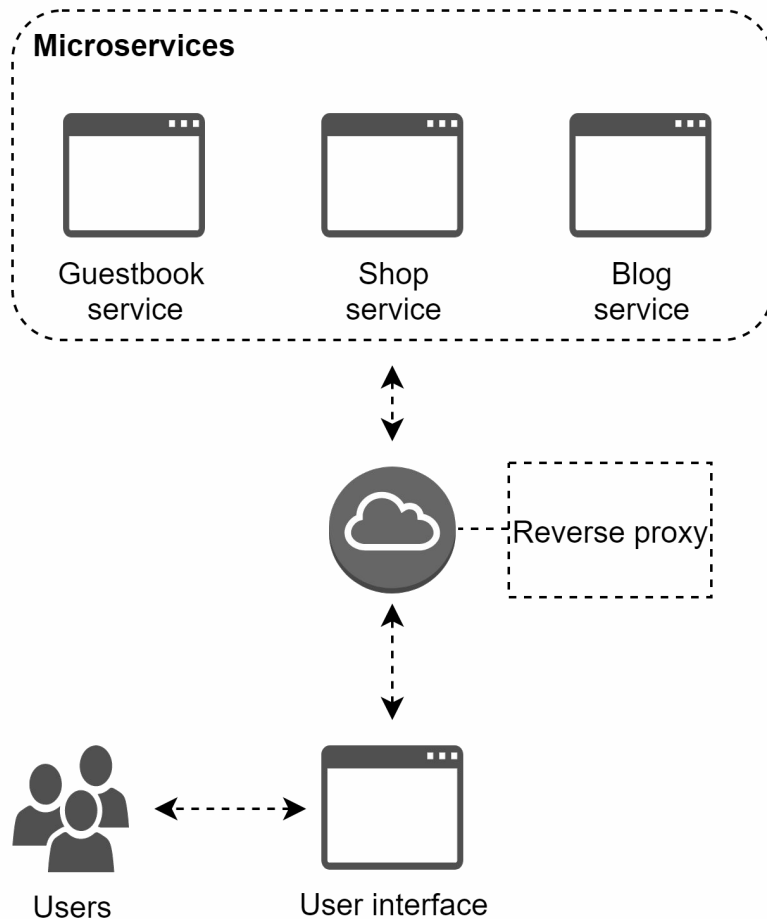 Microservices
Guestbook
service
Shop
service
Blog
service
Reverse proxy
Users
User interface